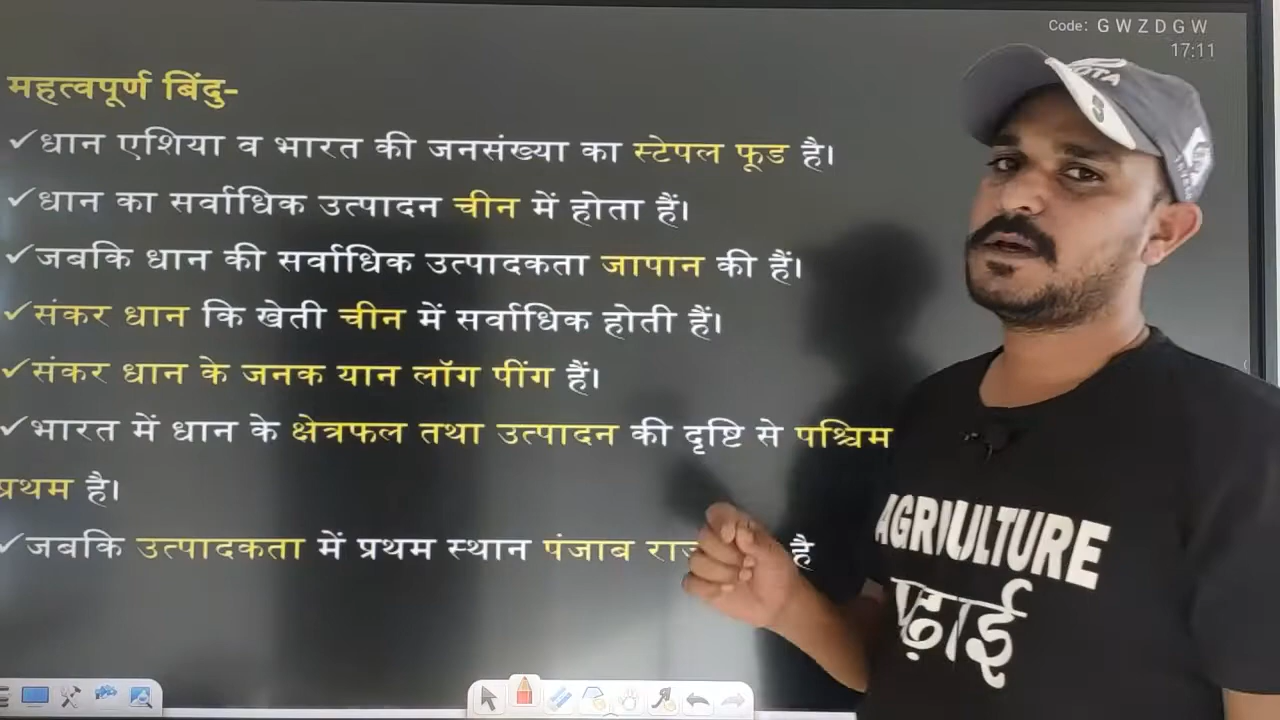 Code: G W Z D G W
17:11
महत्वपूर्ण बिंदु-
✓धान एशिया व भारत की जनसंख्या का स्टेपल फूड है।
✓धान का सर्वाधिक उत्पादन चीन में होता हैं।
✓जबकि धान की सर्वाधिक उत्पादकता जापान की हैं।
✓संकर धान कि खेती चीन में सर्वाधिक होती हैं।
✓संकर धान के जनक यान लॉग पींग हैं।
✓भारत में धान के क्षेत्रफल तथा उत्पादन की दृष्टि से पश्चिम
प्रथम है।
✓जबकि उत्पादकता में प्रथम स्थान पंजाब है
AGRIULTURE
पढ़ाई